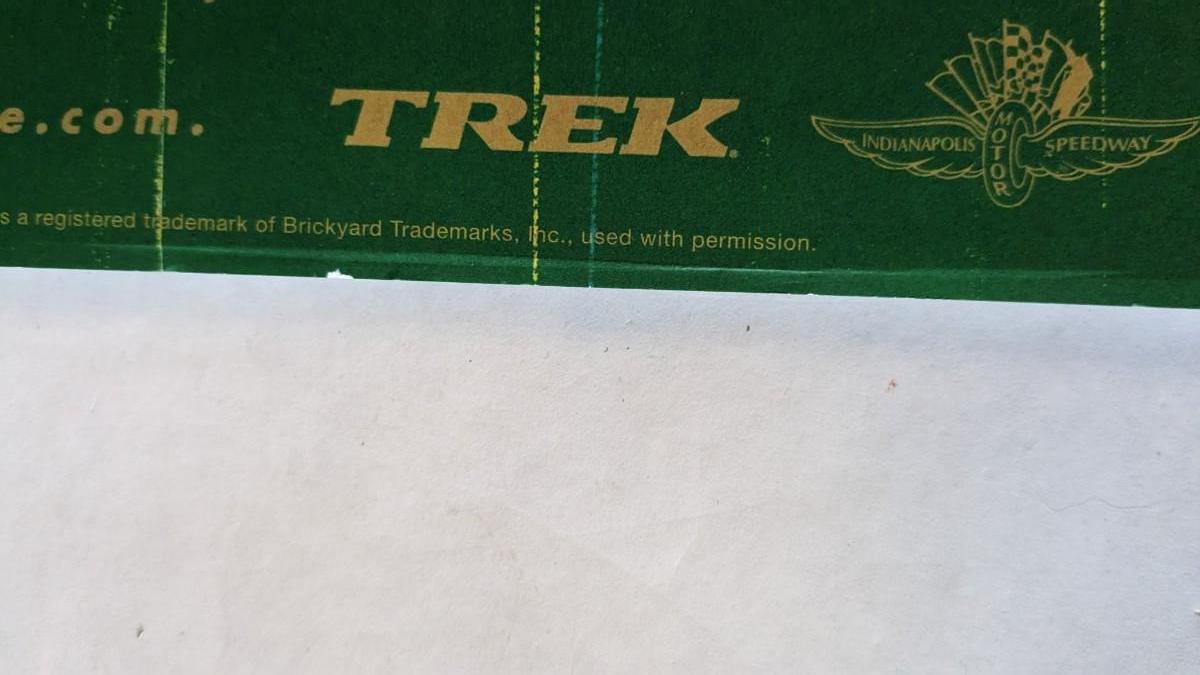 e.com.
TREK®
INDIANAPOLIS MOTOR SPEEDWAY
s a registered trademark of Brickyard Trademarks, Inc., used with permission.